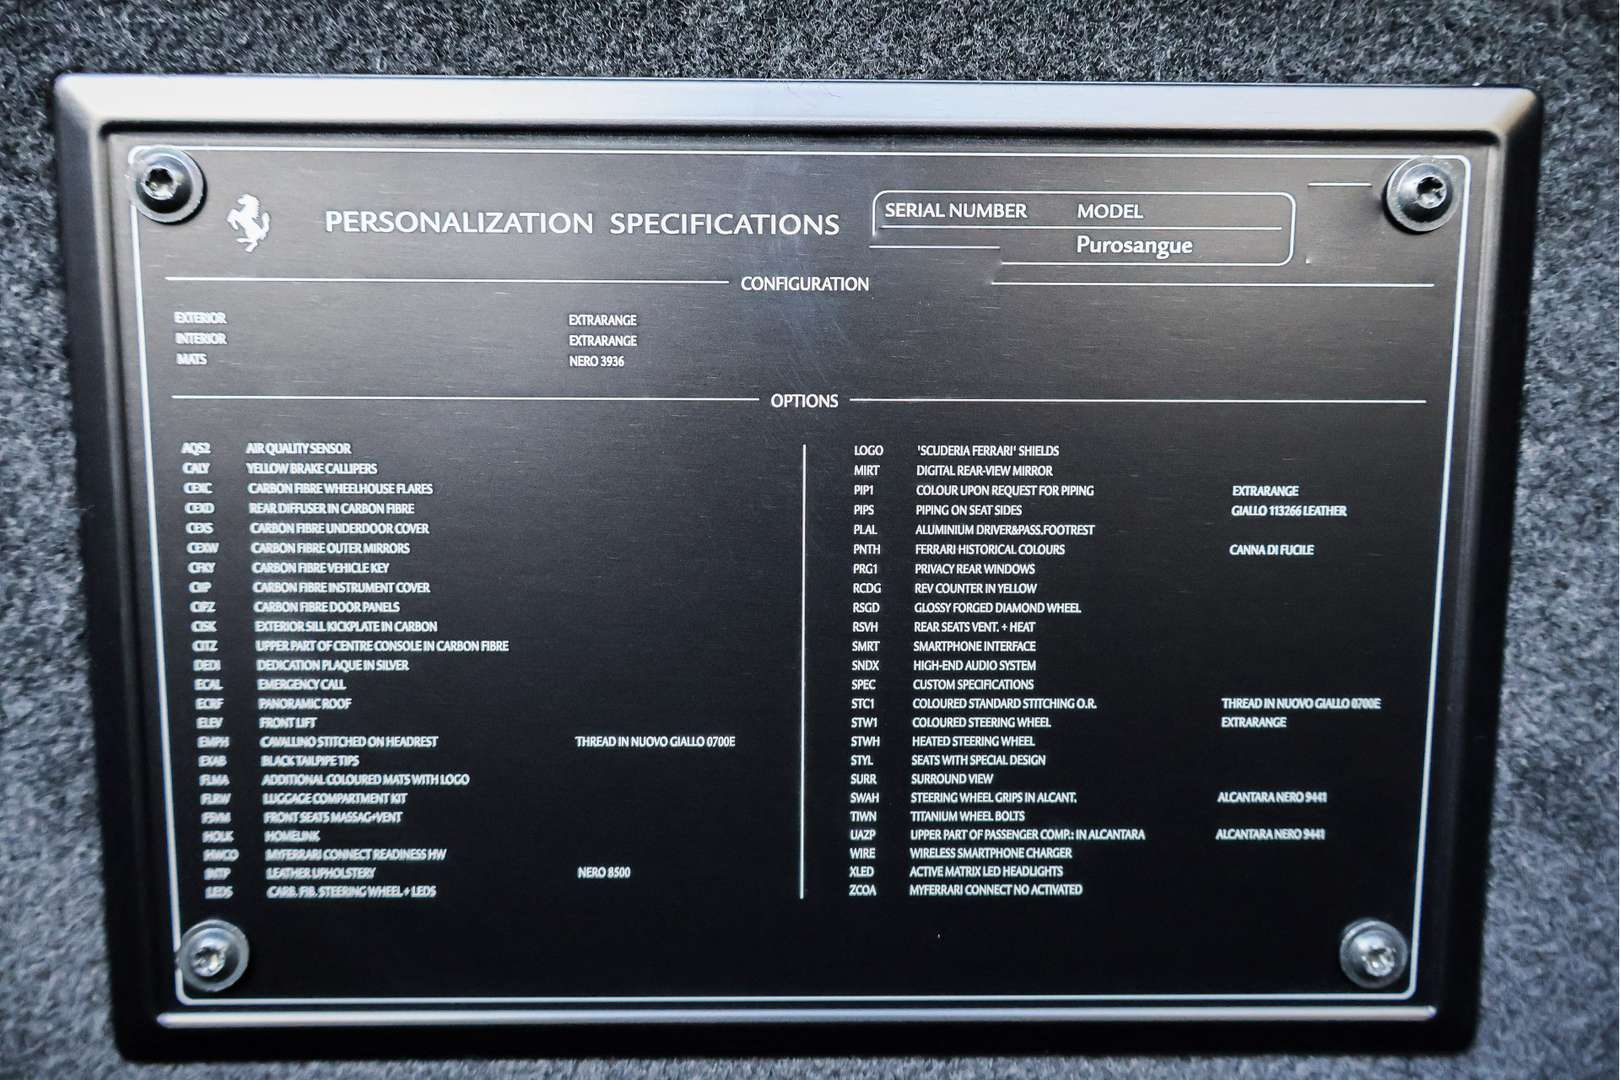 PERSONALIZATION SPECIFICATIONS
SERIAL NUMBER MODEL
Purosangue
CONFIGURATION
EXTERIOR EXTRARANGE
INTERIOR EXTRARANGE
MATS NERO 3936
OPTIONS
AQS2 AIR QUALITY SENSOR
CALY YELLOW BRAKE CALLIPERS
CEXC CARBON FIBRE WHEELHOUSE FLARES
CEXD REAR DIFFUSER IN CARBON FIBRE
CEXS CARBON FIBRE UNDERDOOR COVER
CEXW CARBON FIBRE OUTER MIRRORS
CFKY CARBON FIBRE VEHICLE KEY
CIIP CARBON FIBRE INSTRUMENT COVER
CIPZ CARBON FIBRE DOOR PANELS
CISK EXTERIOR SILL KICKPLATE IN CARBON
CITZ UPPER PART OF CENTRE CONSOLE IN CARBON FIBRE
DEDI DEDICATION PLAQUE IN SILVER
ECAL EMERGENCY CALL
ECRF PANORAMIC ROOF
ELEV FRONT LIFT
EMPH CAVALLINO STITCHED ON HEADREST THREAD IN NUOVO GIALLO 0700E
EXAB BLACK TAILPIPE TIPS
FLMA ADDITIONAL COLOURED MATS WITH LOGO
FLRW LUGGAGE COMPARTMENT KIT
FSVM FRONT SEATS MASSAG+VENT
HOLK HOMELINK
HWCO MYFERRARI CONNECT READINESS HW
INTP LEATHER UPHOLSTERY NERO 8500
LEDS CARB. FIB. STEERING WHEEL + LEDS
LOGO 'SCUDERIA FERRARI' SHIELDS
MIRT DIGITAL REAR-VIEW MIRROR
PIP1 COLOUR UPON REQUEST FOR PIPING EXTRARANGE
PIPS PIPING ON SEAT SIDES GIALLO 113266 LEATHER
PLAL ALUMINIUM DRIVER&PASS.FOOTREST
PNTH FERRARI HISTORICAL COLOURS CANNA DI FUCILE
PRG1 PRIVACY REAR WINDOWS
RCDG REV COUNTER IN YELLOW
RSGD GLOSSY FORGED DIAMOND WHEEL
RSVH REAR SEATS VENT. + HEAT
SMRT SMARTPHONE INTERFACE
SNDX HIGH-END AUDIO SYSTEM
SPEC CUSTOM SPECIFICATIONS
STC1 COLOURED STANDARD STITCHING O.R. THREAD IN NUOVO GIALLO 0700E
STW1 COLOURED STEERING WHEEL EXTRARANGE
STWH HEATED STEERING WHEEL
STYL SEATS WITH SPECIAL DESIGN
SURR SURROUND VIEW
SWAH STEERING WHEEL GRIPS IN ALCANT. ALCANTARA NERO 9441
TIWN TITANIUM WHEEL BOLTS
UAZP UPPER PART OF PASSENGER COMP.: IN ALCANTARA ALCANTARA NERO 9441
WIRE WIRELESS SMARTPHONE CHARGER
XLED ACTIVE MATRIX LED HEADLIGHTS
ZCOA MYFERRARI CONNECT NO ACTIVATED